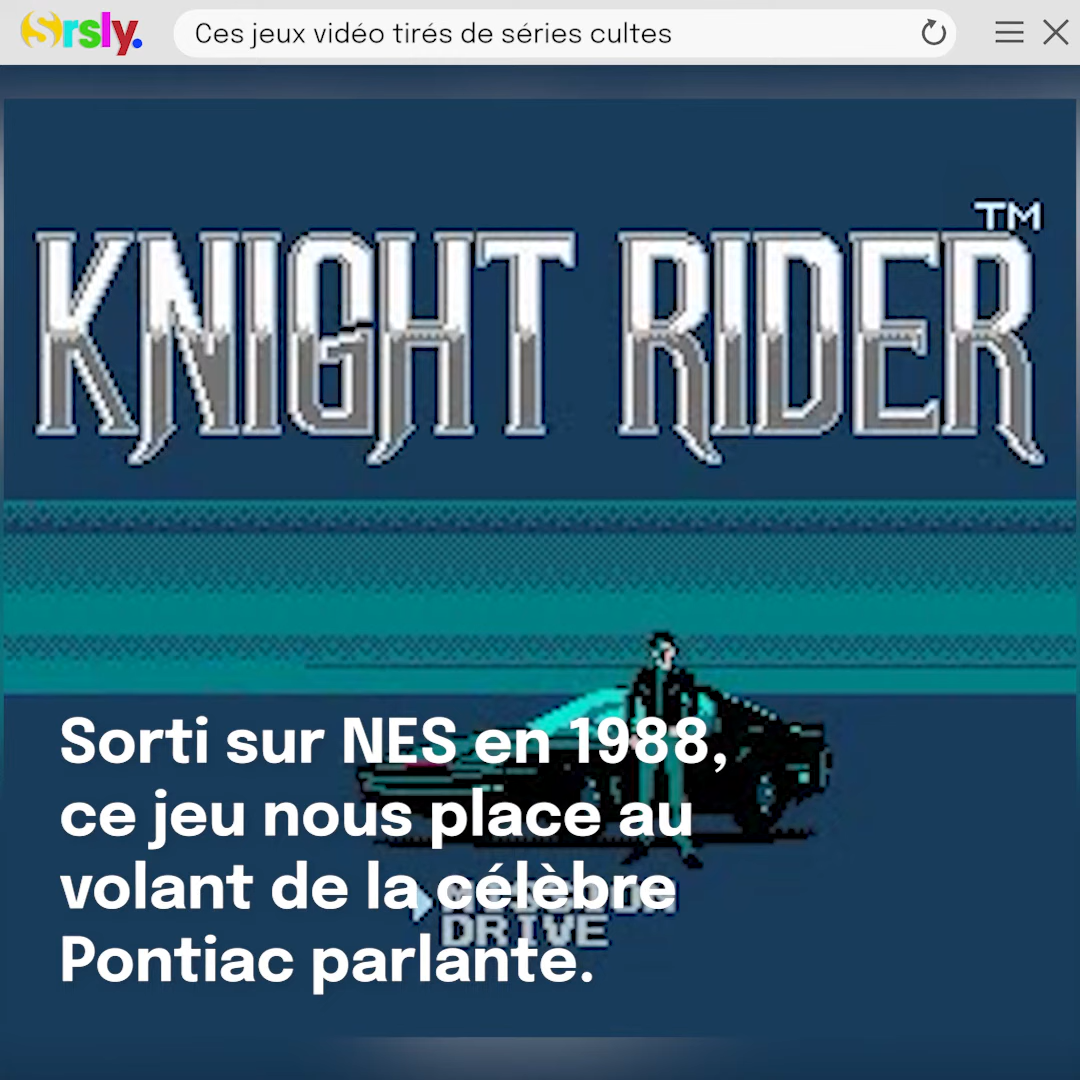 Srsly.
Ces jeux vidéo tirés de séries cultes
TM
KNIGHT RIDER
Sorti sur NES en 1988,
ce jeu nous place au
volant de la célèbre
Pontiac parlante.
DRIVE